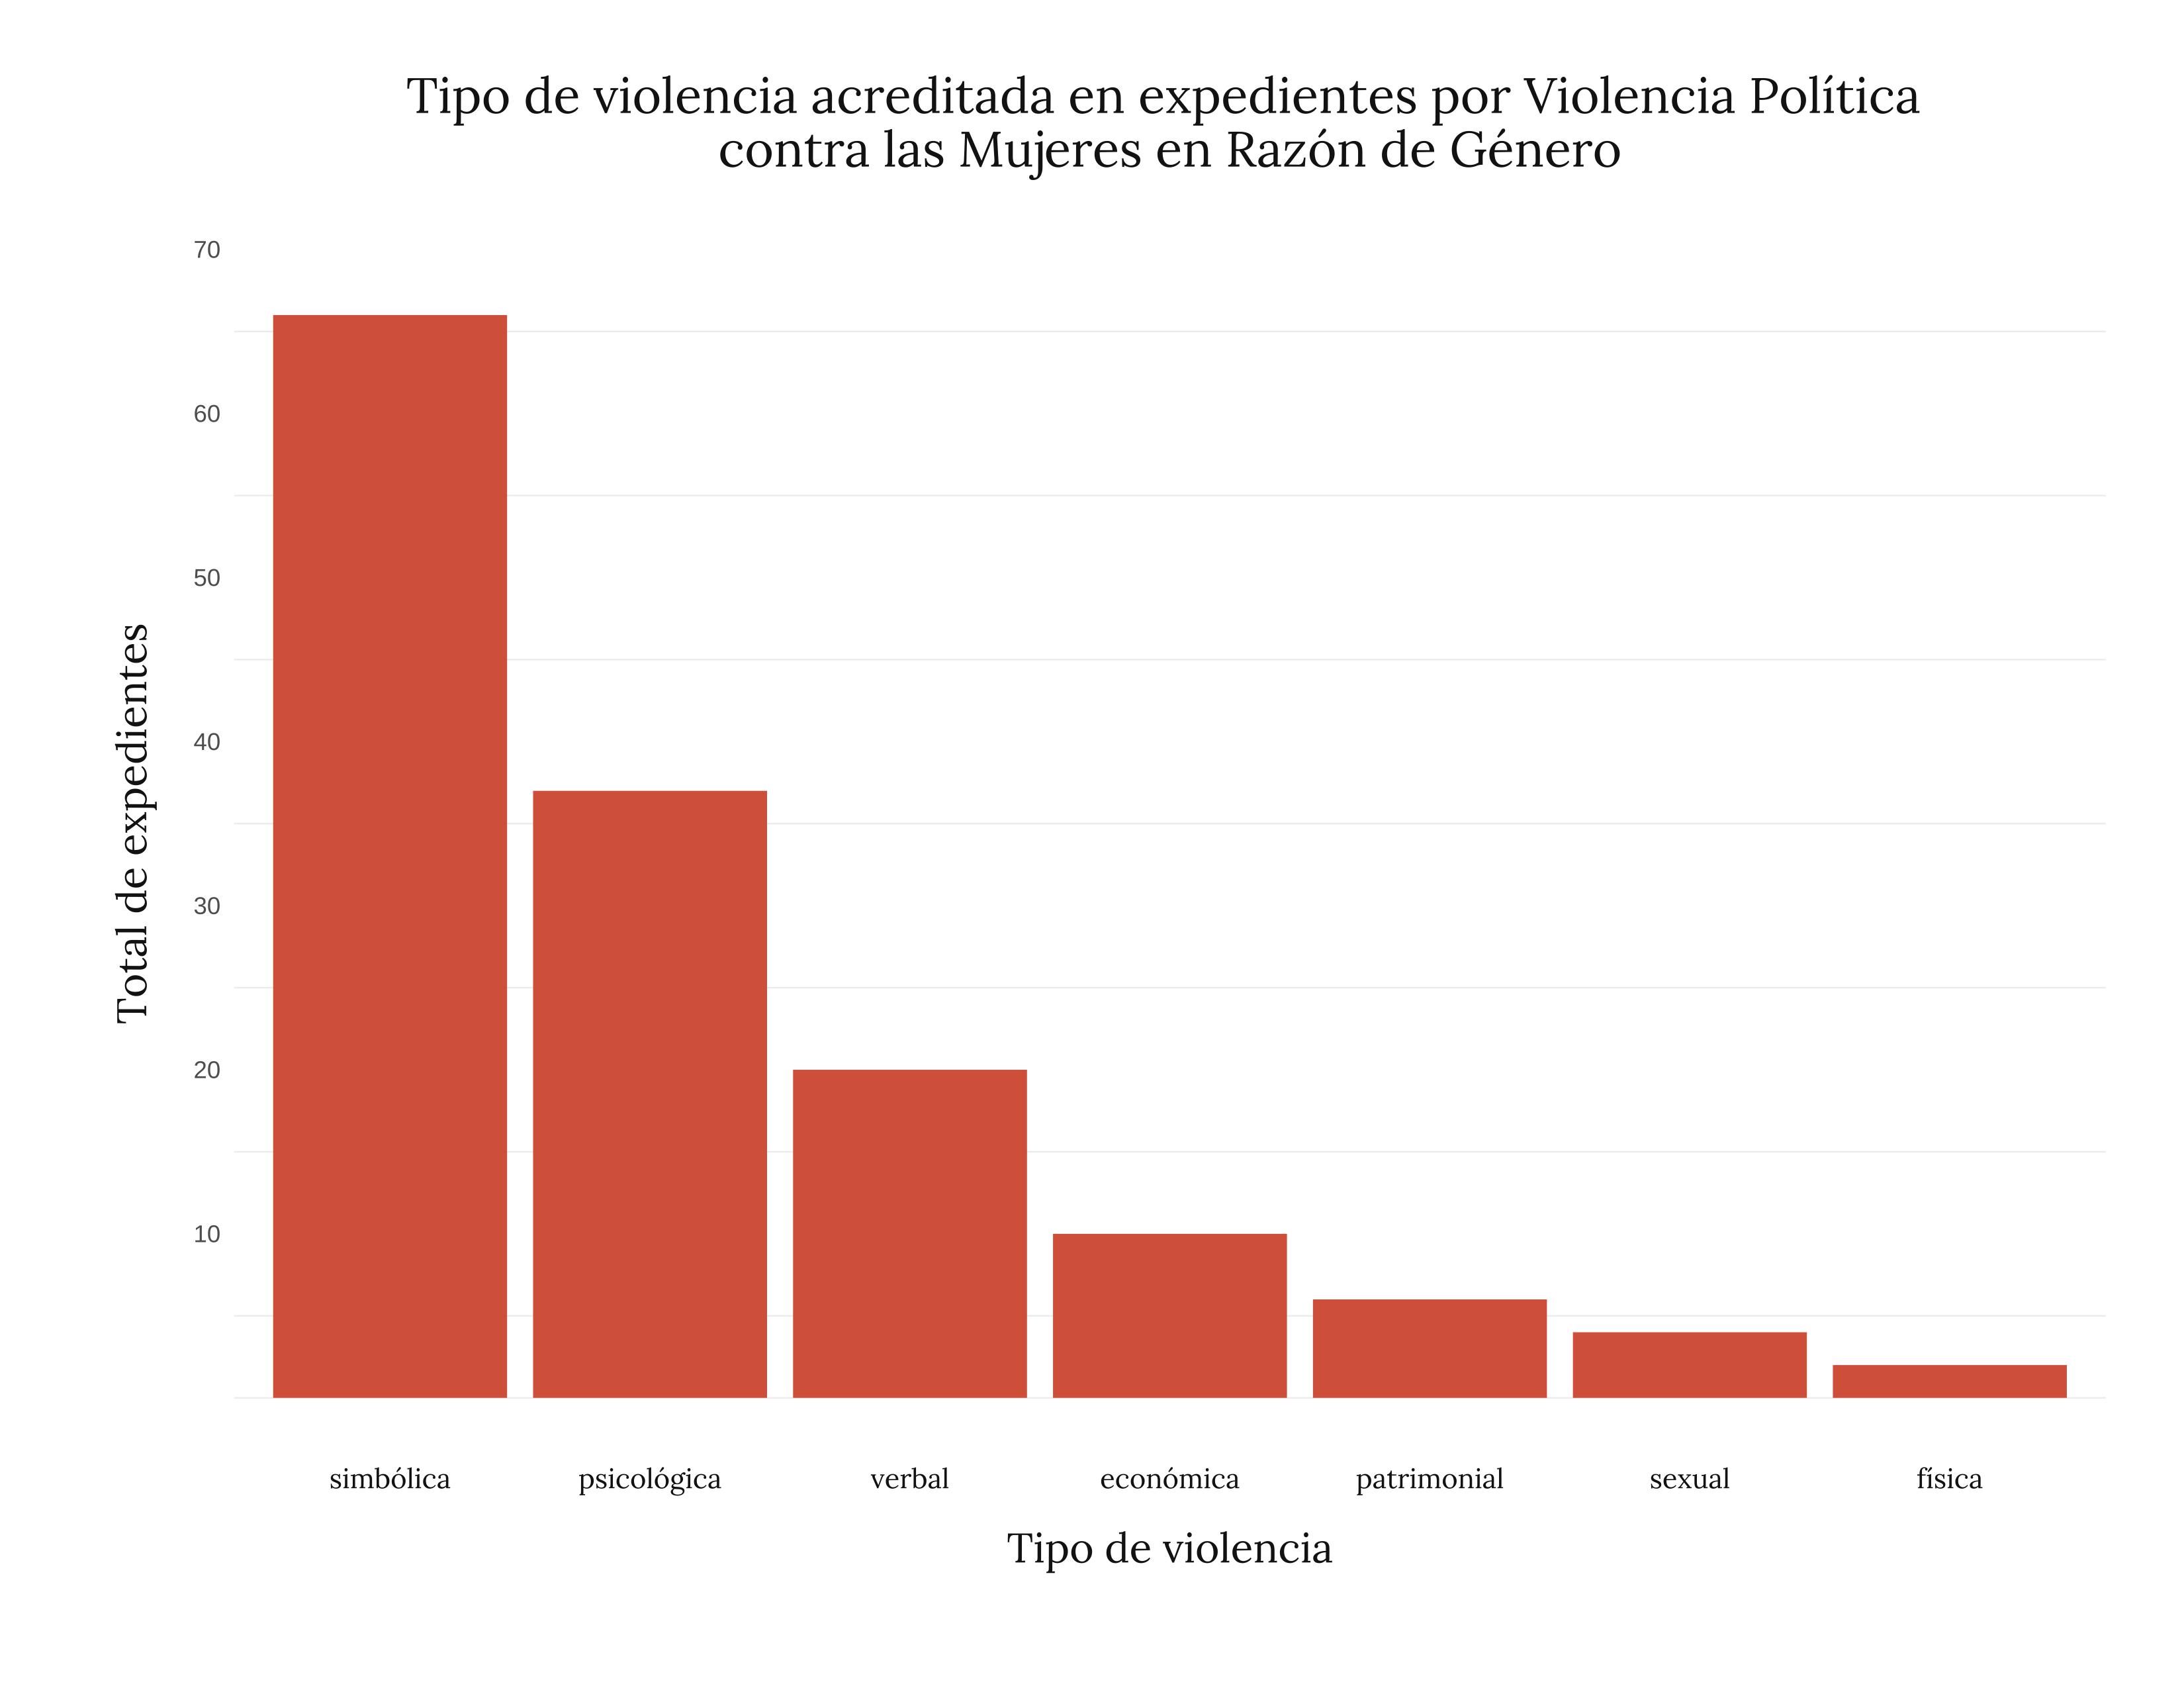 Tipo de violencia acreditada en expedientes por Violencia Política
contra las Mujeres en Razón de Género
70
60
50
40
30
20
10
Total de expedientes
simbólica
psicológica
verbal
económica
patrimonial
sexual
física
Tipo de violencia